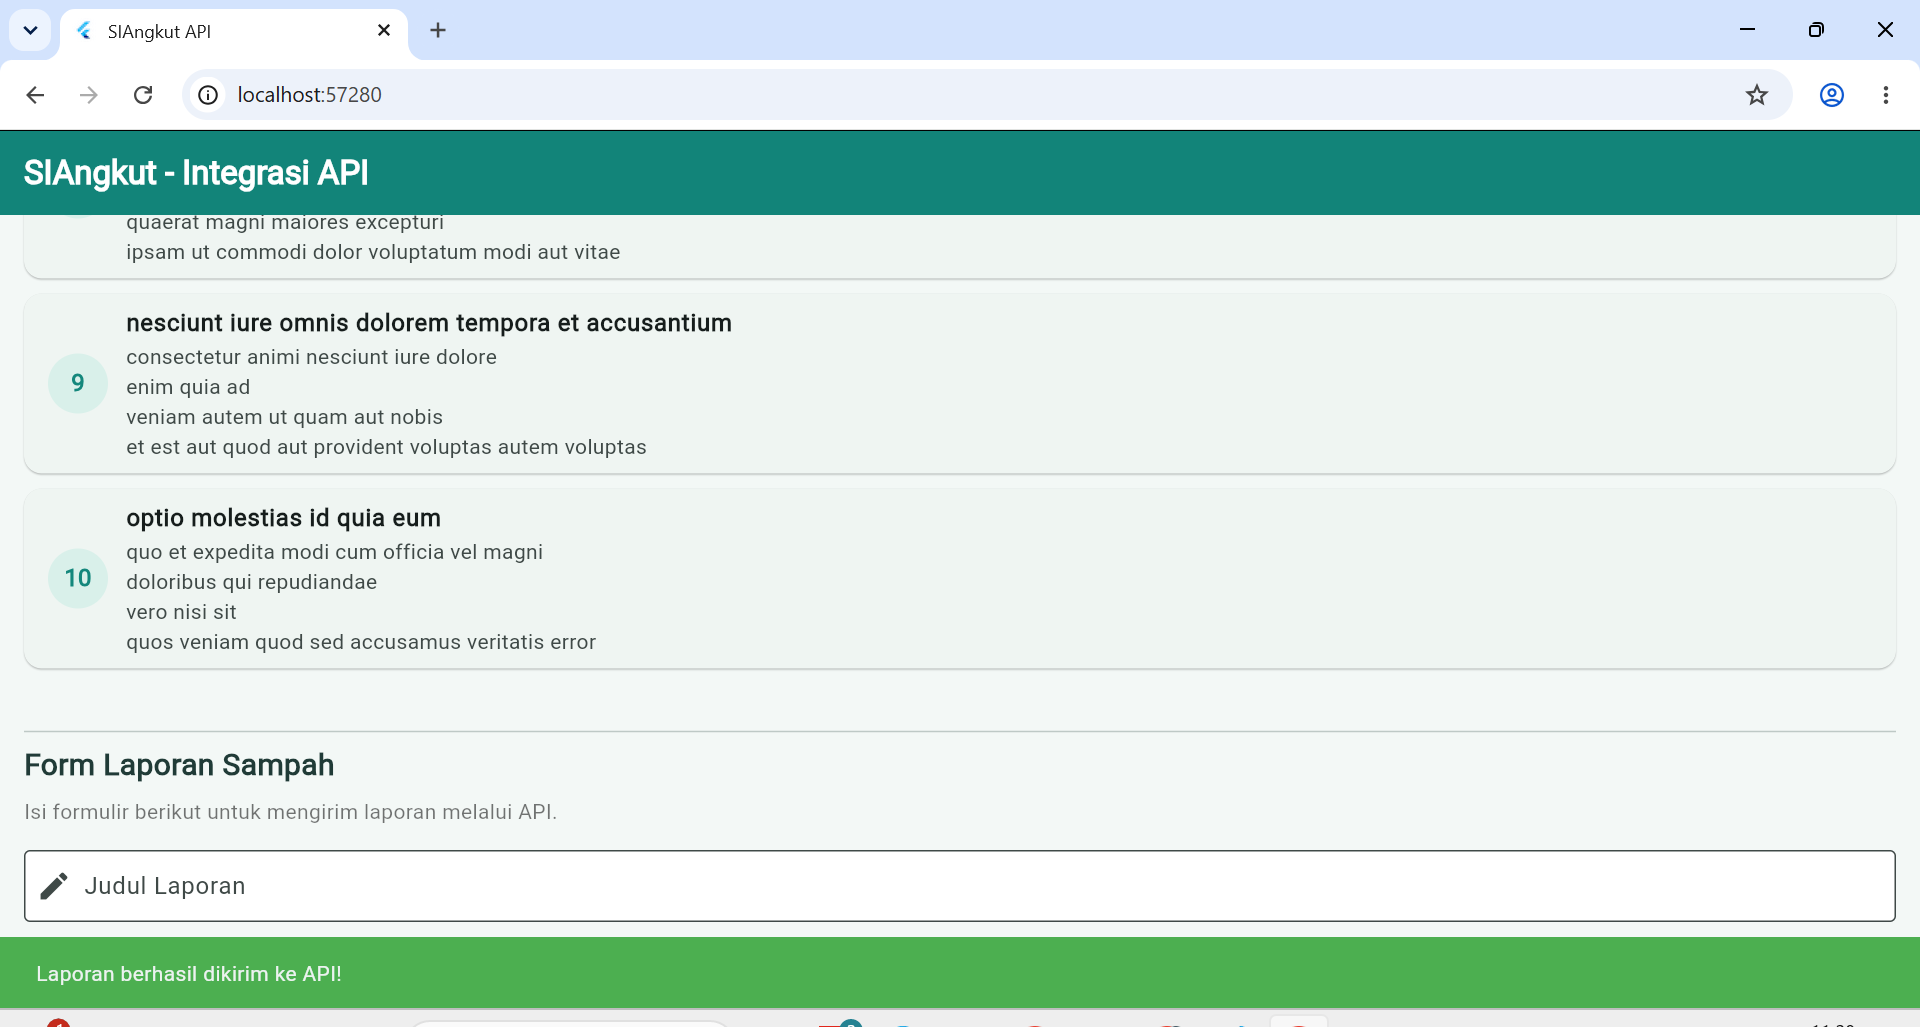 SIAngkut API
localhost:57280
SIAngkut - Integrasi API
quaerat magni maiores excepturi
ipsam ut commodi dolor voluptatum modi aut vitae
nesciunt iure omnis dolorem tempora et accusantium
9
consectetur animi nesciunt iure dolore
enim quia ad
veniam autem ut quam aut nobis
et est aut quod aut provident voluptas autem voluptas
optio molestias id quia eum
10
quo et expedita modi cum officia vel magni
doloribus qui repudiandae
vero nisi sit
quos veniam quod sed accusamus veritatis error
Form Laporan Sampah
Isi formulir berikut untuk mengirim laporan melalui API.
Judul Laporan
Laporan berhasil dikirim ke API!